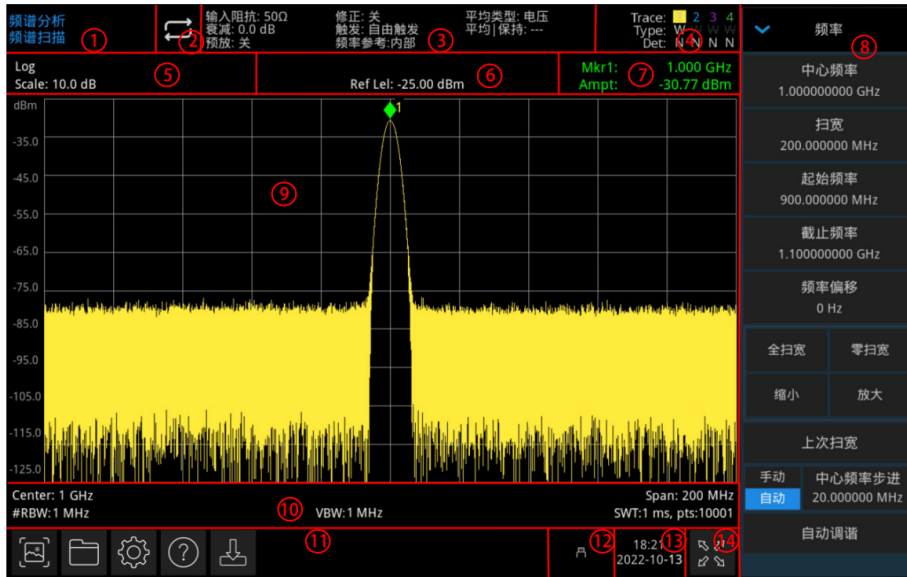 频谱分析
频谱扫描
①
②
输入阻抗: 50Ω
衰减: 0.0 dB
预放: 关
修正: 关
触发: 自由触发
频率参考:内部
③
平均类型: 电压
平均|保持: ---
Trace: 1 2 3 4
Type: W W W
④
Det: N N N N
Log
Scale: 10.0 dB
⑤
Ref Lel: -25.00 dBm
⑥
Mkr1: 1.000 GHz
Ampt: -30.77 dBm
⑦
dBm
-35.0
-45.0
-55.0
-65.0
-75.0
-85.0
-95.0
-105.0
-115.0
-125.0
1
⑨
Center: 1 GHz
#RBW:1 MHz
⑩
VBW:1 MHz
Span: 200 MHz
SWT:1 ms, pts:10001
?
⑪
⑫
18:21
2022-10-13
⑬
⑭
频率
⑧
中心频率
1.000000000 GHz
扫宽
200.000000 MHz
起始频率
900.000000 MHz
截止频率
1.100000000 GHz
频率偏移
0 Hz
全扫宽 零扫宽
缩小 放大
上次扫宽
手动
自动
中心频率步进
20.000000 MHz
自动调谐